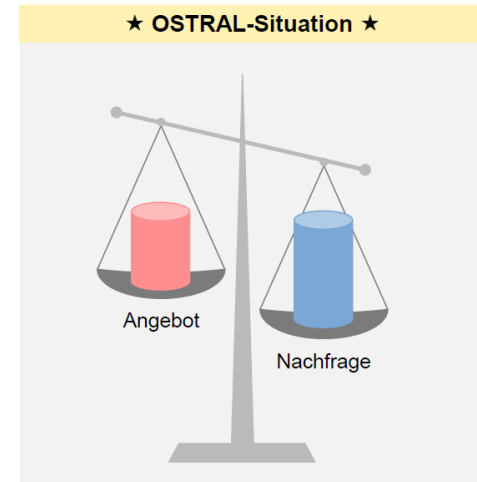 ★ OSTRAL-Situation ★
Angebot
Nachfrage